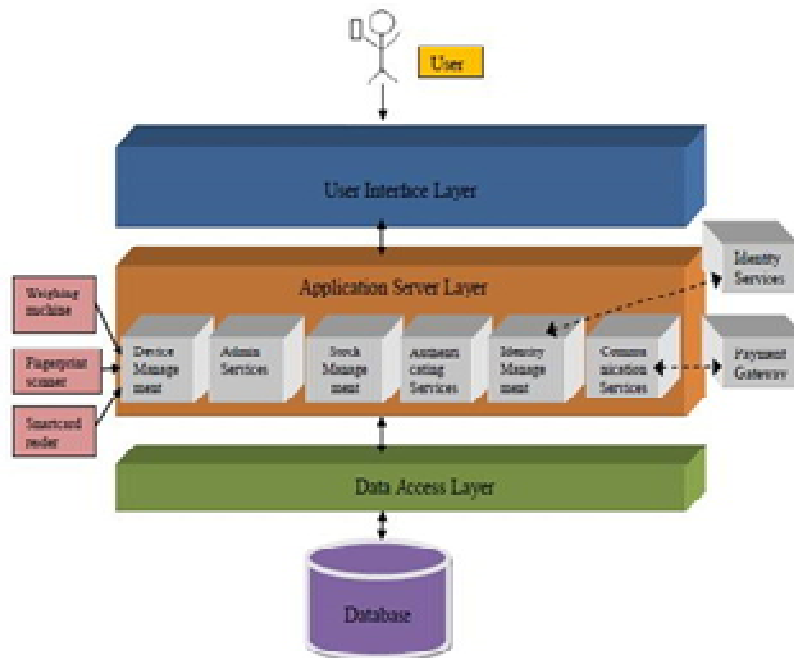 User
User Interface Layer
Identity
Services
Application Server Layer
Weighing
machine
Device
Manage
ment
Admin
Services
Stock
Manage
ment
Authenti
cating
Services
Identity
Manage
ment
Commu
nication
Services
Payment
Gateway
Fingerprint
scanner
Smartcard
reader
Data Access Layer
Database